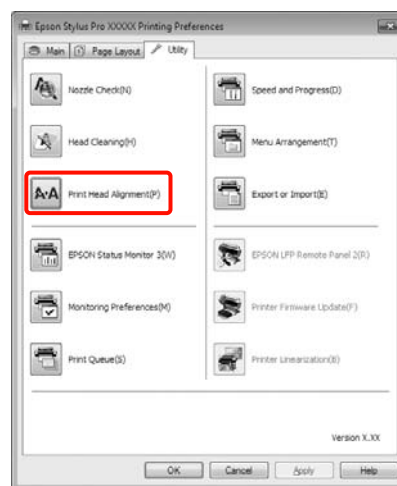 Epson Stylus Pro XXXXX Printing Preferences
Main Page Layout Utility
Nozzle Check(N)
Speed and Progress(D)
Head Cleaning(H)
Menu Arrangement(T)
A·A Print Head Alignment(P)
Export or Import(E)
EPSON Status Monitor 3(W)
EPSON LFP Remote Panel 2(R)
Monitoring Preferences(M)
Printer Firmware Update(F)
Print Queue(S)
Printer Linearization(B)
Version X.XX
OK Cancel Apply Help